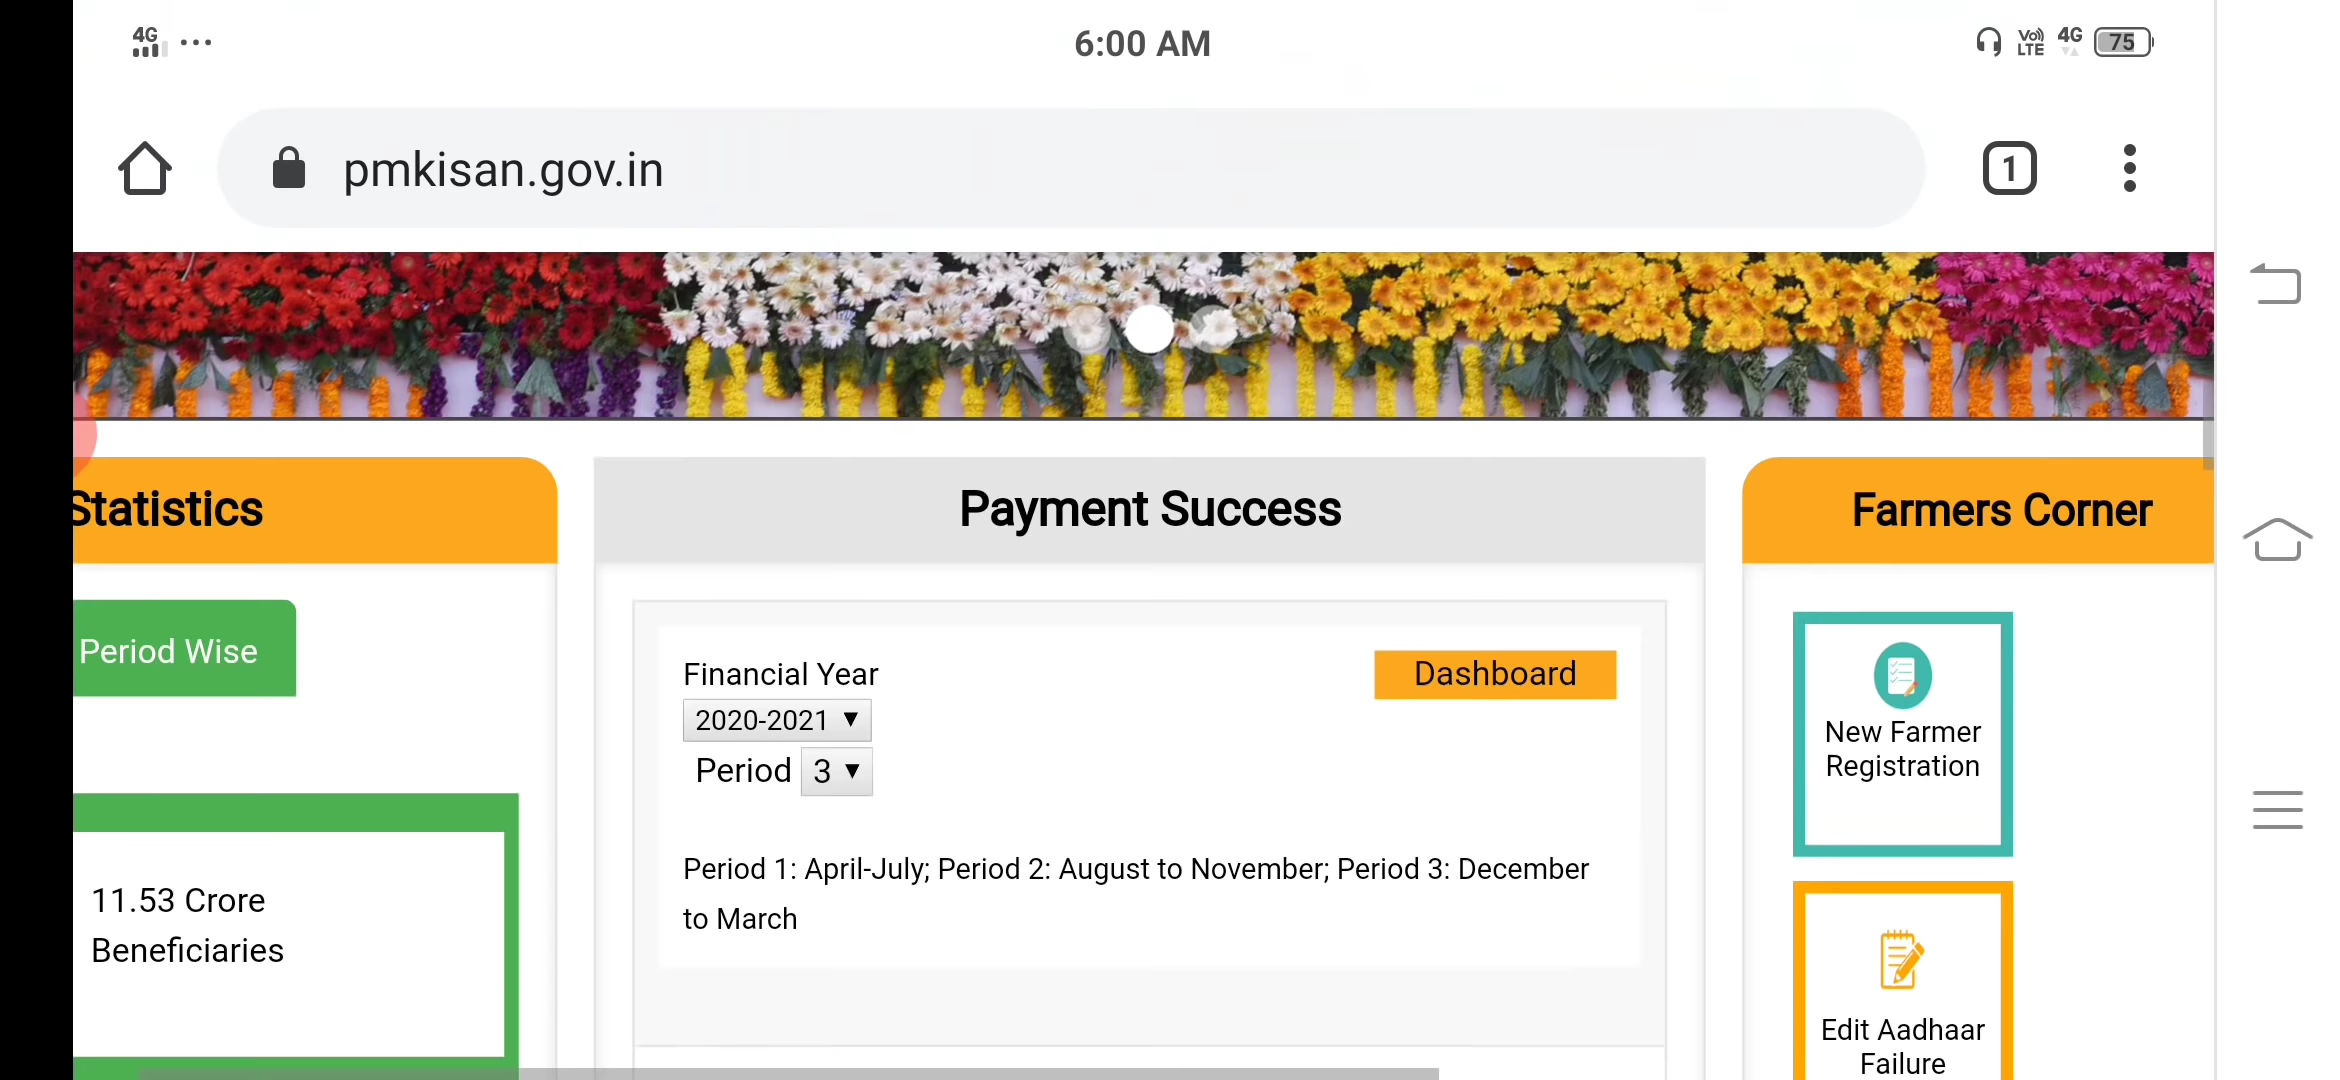 4G
6:00 AM
Vo)) LTE
4G
75
pmkisan.gov.in
1
Statistics
Payment Success
Farmers Corner
Period Wise
Financial Year
Dashboard
2020-2021
Period 3
New Farmer
Registration
Period 1: April-July; Period 2: August to November; Period 3: December
to March
11.53 Crore
Beneficiaries
Edit Aadhaar
Failure